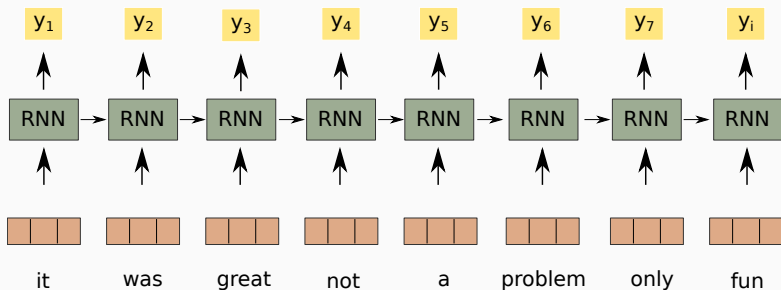 y₁ y₂ y₃ y₄ y₅ y₆ y₇ yᵢ
RNN RNN RNN RNN RNN RNN RNN RNN
it was great not a problem only fun